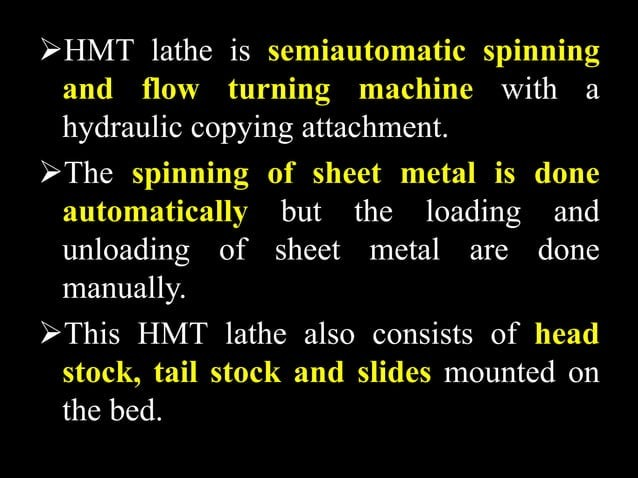 ➢HMT lathe is semiautomatic spinning
and flow turning machine with a
hydraulic copying attachment.
➢The spinning of sheet metal is done
automatically but the loading and
unloading of sheet metal are done
manually.
➢This HMT lathe also consists of head
stock, tail stock and slides mounted on
the bed.